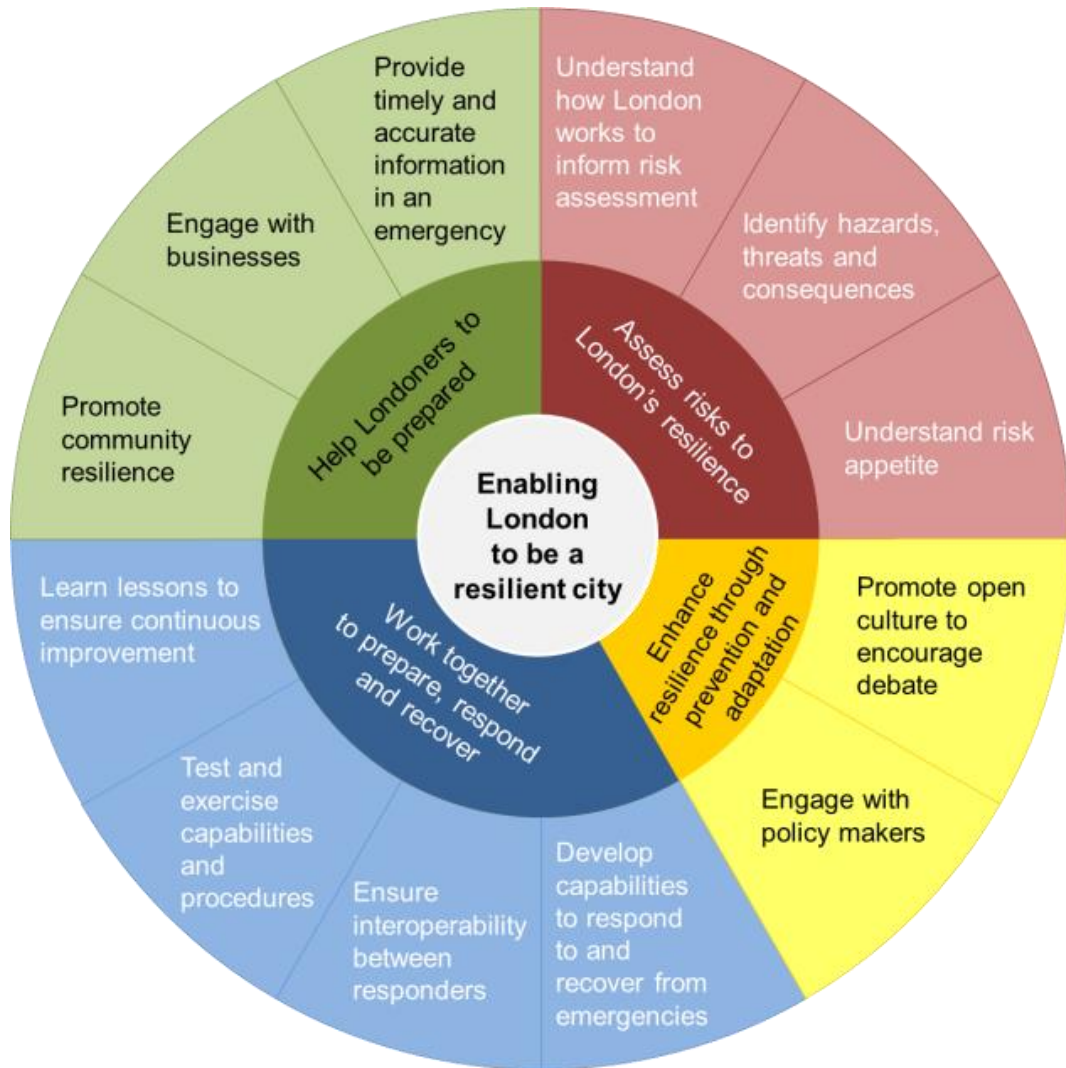 Enabling
London
to be a
resilient city
Assess risks to
London's resilience
Understand
how London
works to
inform risk
assessment
Identify hazards,
threats and
consequences
Understand risk
appetite
Enhance
resilience through
prevention and
adaptation
Promote open
culture to
encourage
debate
Engage with
policy makers
Work together
to prepare, respond
and recover
Develop
capabilities
to respond
to and
recover from
emergencies
Ensure
interoperability
between
responders
Test and
exercise
capabilities
and
procedures
Learn lessons to
ensure continuous
improvement
Help Londoners to
be prepared
Promote
community
resilience
Engage with
businesses
Provide
timely and
accurate
information
in an
emergency